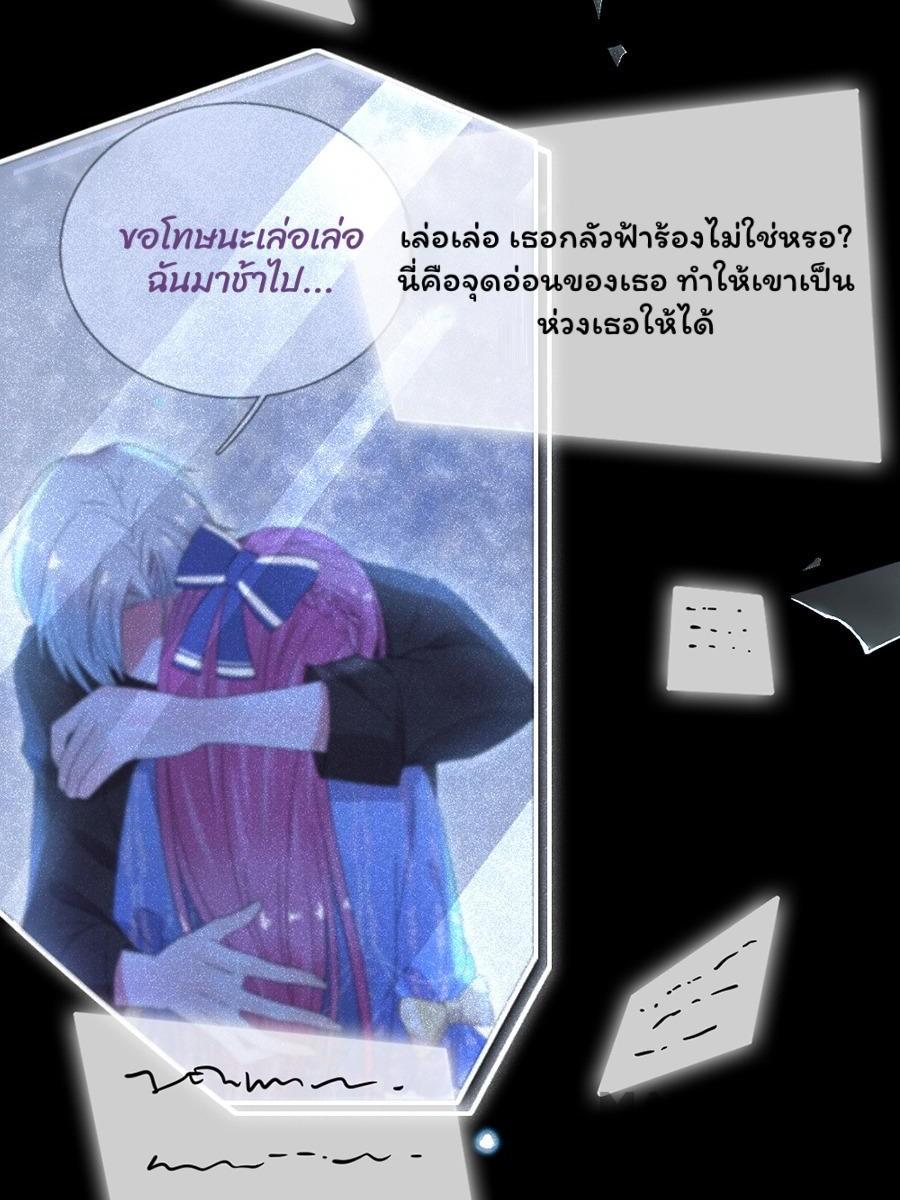 ขอโทษนะเล่อเล่อ
ฉันมาช้าไป...
เล่อเล่อ เธอกลัวฟ้าร้องไม่ใช่หรอ?
นี่คือจุดอ่อนของเธอ ทำให้เขาเป็น
ห่วงเธอให้ได้